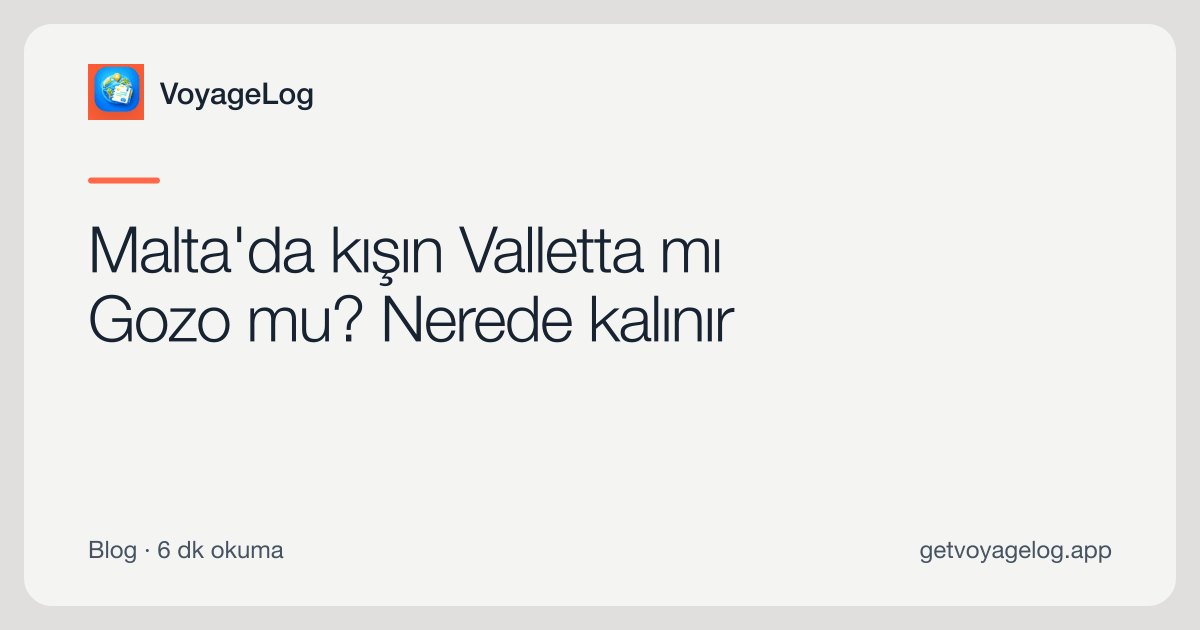 VoyageLog
Malta'da kışın Valletta mı
Gozo mu? Nerede kalınır
Blog · 6 dk okuma
getvoyagelog.app